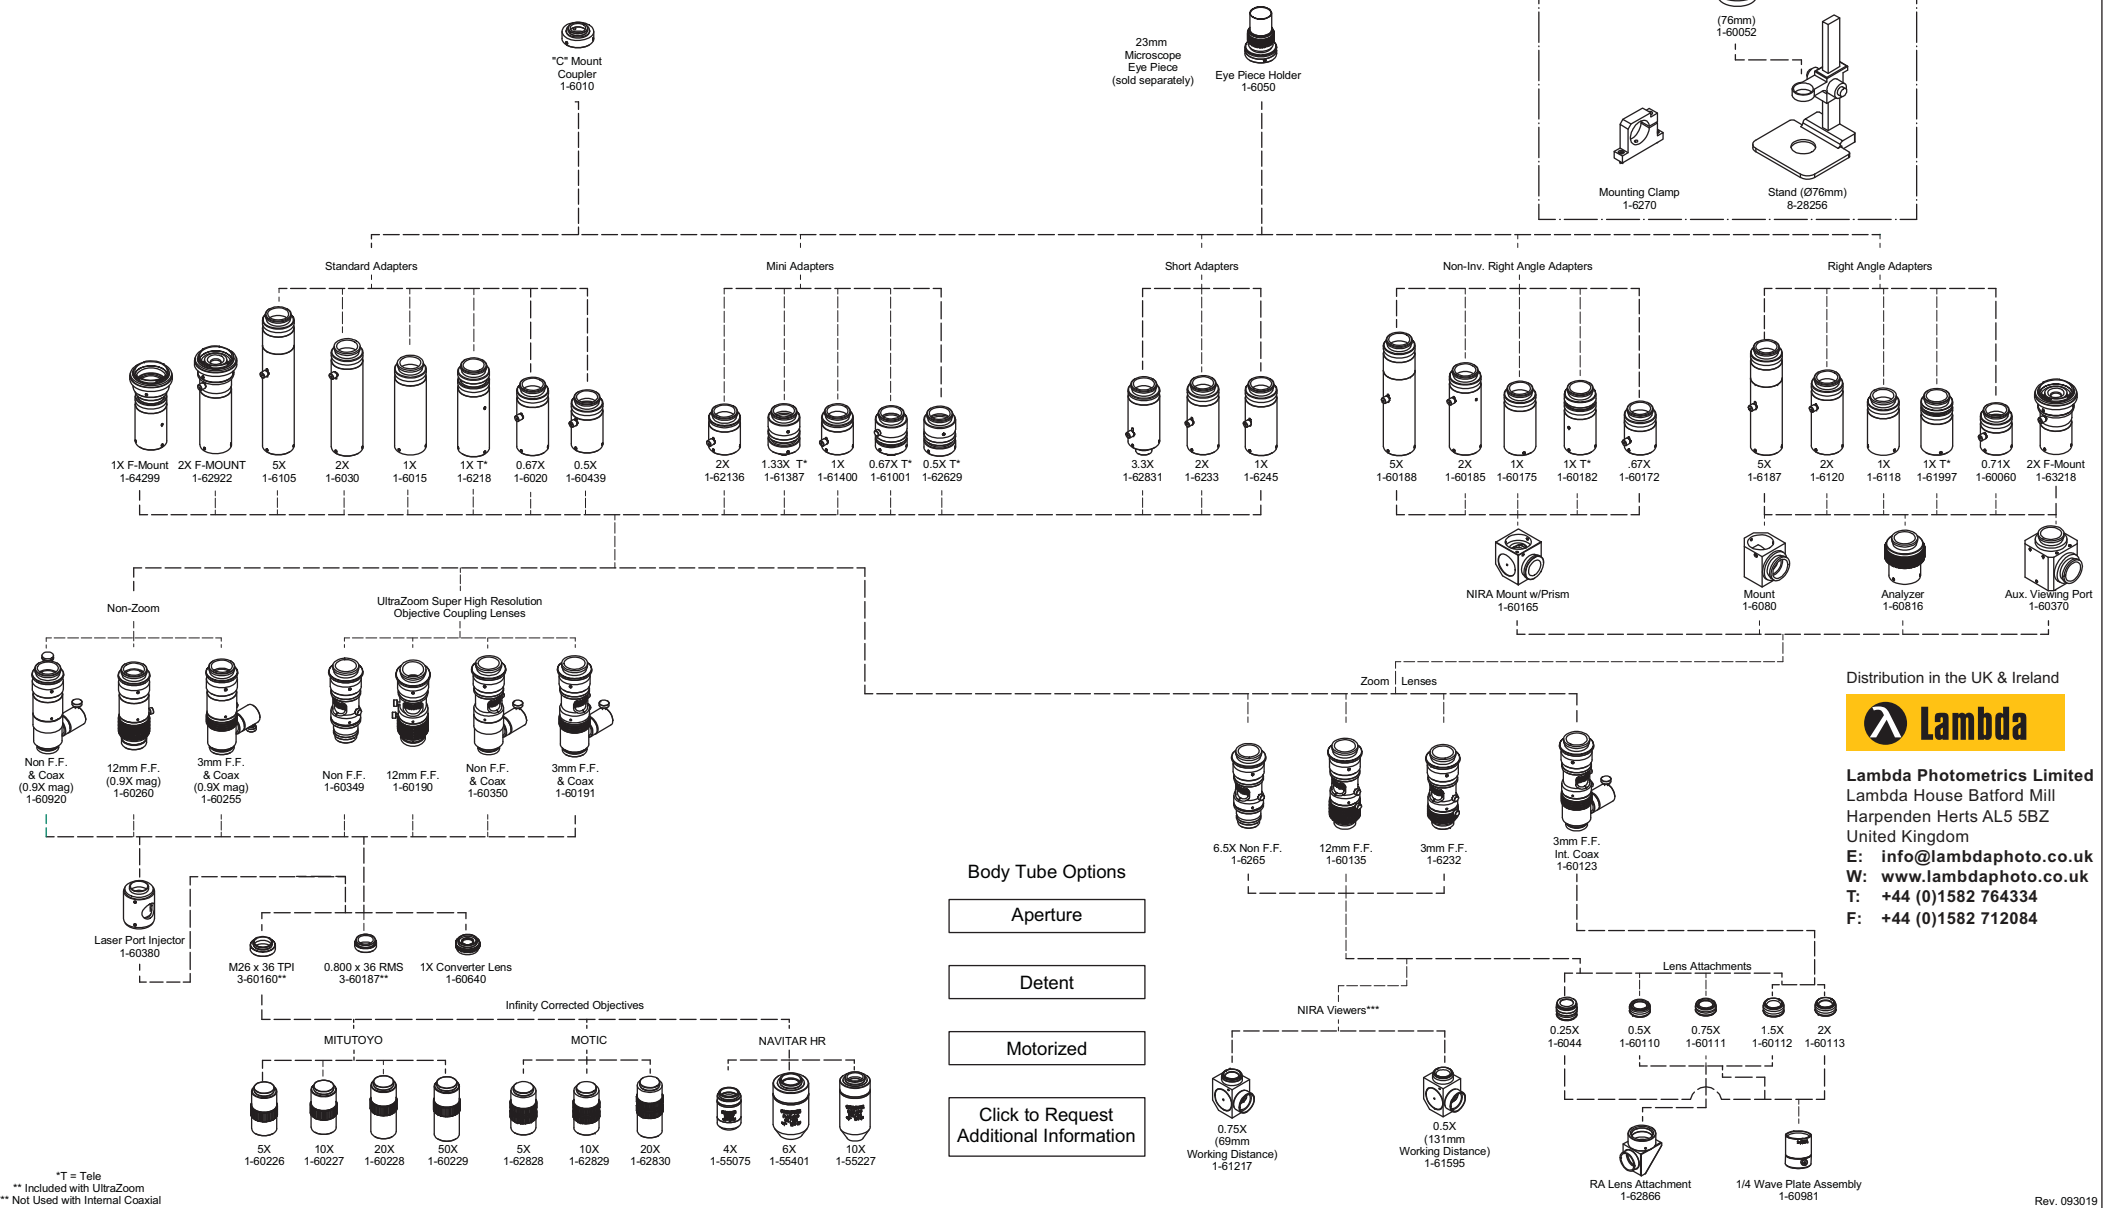 (76mm)
1-60052
"C" Mount
Coupler
1-6010
23mm
Microscope
Eye Piece
(sold separately)
Eye Piece Holder
1-6050
Mounting Clamp
1-6270
Stand (Ø76mm)
8-28256
Standard Adapters
Mini Adapters
Short Adapters
Non-Inv. Right Angle Adapters
Right Angle Adapters
1X F-Mount
1-64299
2X F-MOUNT
1-62922
5X
1-6105
2X
1-6030
1X
1-6015
1X T*
1-6218
0.67X
1-6020
0.5X
1-60439
2X
1-62136
1.33X T*
1-61387
1X
1-61400
0.67X T*
1-61001
0.5X T*
1-62629
3.3X
1-62831
2X
1-6233
1X
1-6245
5X
1-60188
2X
1-60185
1X
1-60175
1X T*
1-60182
.67X
1-60172
5X
1-6187
2X
1-6120
1X
1-6118
1X T*
1-61997
0.71X
1-60060
2X F-Mount
1-63218
NIRA Mount w/Prism
1-60165
Mount
1-6080
Analyzer
1-60816
Aux. Viewing Port
1-60370
Non-Zoom
UltraZoom Super High Resolution
Objective Coupling Lenses
Zoom Lenses
Non F.F.
& Coax
(0.9X mag)
1-60920
12mm F.F.
(0.9X mag)
1-60260
3mm F.F.
& Coax
(0.9X mag)
1-60255
Non F.F.
1-60349
12mm F.F.
1-60190
Non F.F.
& Coax
1-60350
3mm F.F.
& Coax
1-60191
6.5X Non F.F.
1-6265
12mm F.F.
1-60135
3mm F.F.
1-6232
3mm F.F.
Int. Coax
1-60123
Distribution in the UK & Ireland
λ Lambda
Lambda Photometrics Limited
Lambda House Batford Mill
Harpenden Herts AL5 5BZ
United Kingdom
E: info@lambdaphoto.co.uk
W: www.lambdaphoto.co.uk
T: +44 (0)1582 764334
F: +44 (0)1582 712084
Laser Port Injector
1-60380
M26 x 36 TPI
3-60160**
0.800 x 36 RMS
3-60187**
1X Converter Lens
1-60640
Infinity Corrected Objectives
MITUTOYO
MOTIC
NAVITAR HR
5X
1-60226
10X
1-60227
20X
1-60228
50X
1-60229
5X
1-62828
10X
1-62829
20X
1-62830
4X
1-55075
6X
1-55401
10X
1-55227
Body Tube Options
Aperture
Detent
Motorized
Click to Request
Additional Information
NIRA Viewers***
0.75X
(69mm
Working Distance)
1-61217
0.5X
(131mm
Working Distance)
1-61595
Lens Attachments
0.25X
1-6044
0.5X
1-60110
0.75X
1-60111
1.5X
1-60112
2X
1-60113
RA Lens Attachment
1-62866
1/4 Wave Plate Assembly
1-60981
*T = Tele
** Included with UltraZoom
** Not Used with Internal Coaxial
Rev. 093019